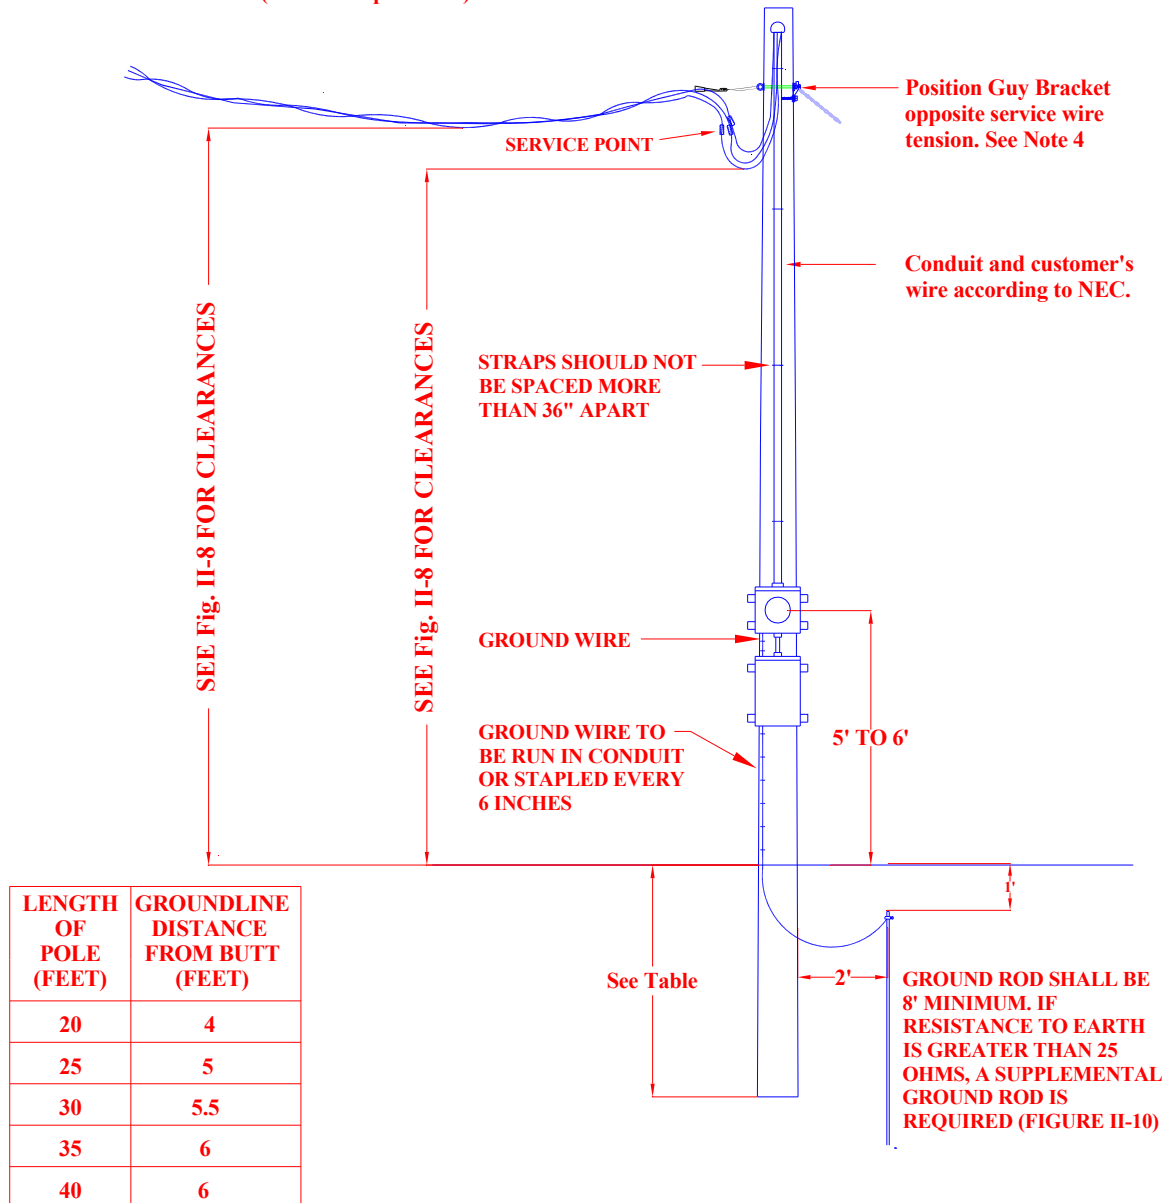 Position Guy Bracket
opposite service wire
tension. See Note 4
SERVICE POINT
Conduit and customer's
wire according to NEC.
SEE Fig. II-8 FOR CLEARANCES
SEE Fig. II-8 FOR CLEARANCES
STRAPS SHOULD NOT
BE SPACED MORE
THAN 36" APART
GROUND WIRE
GROUND WIRE TO
BE RUN IN CONDUIT
OR STAPLED EVERY
6 INCHES
5' TO 6'
1'
See Table
2'
GROUND ROD SHALL BE
8' MINIMUM. IF
RESISTANCE TO EARTH
IS GREATER THAN 25
OHMS, A SUPPLEMENTAL
GROUND ROD IS
REQUIRED (FIGURE II-10)
LENGTH OF POLE (FEET) GROUNDLINE DISTANCE FROM BUTT (FEET)
20 4
25 5
30 5.5
35 6
40 6